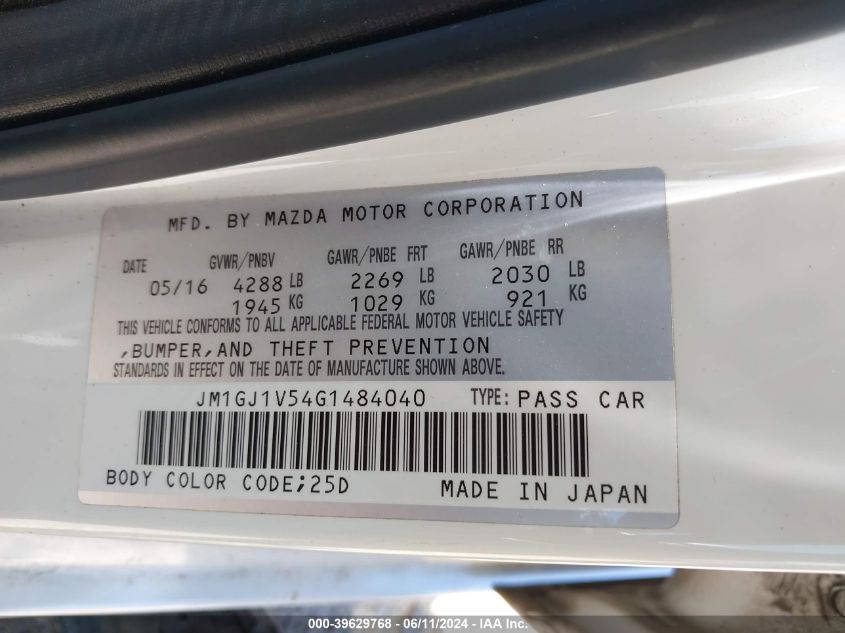 MFD. BY MAZDA MOTOR CORPORATION
DATE GVWR/PNBV GAWR/PNBE FRT GAWR/PNBE RR
05/16 4288 LB 2269 LB 2030 LB
1945 KG 1029 KG 921 KG
THIS VEHICLE CONFORMS TO ALL APPLICABLE FEDERAL MOTOR VEHICLE SAFETY
,BUMPER,AND THEFT PREVENTION
STANDARDS IN EFFECT ON THE DATE OF MANUFACTURE SHOWN ABOVE.
JM1GJ1V54G1484040 TYPE: PASS CAR
BODY COLOR CODE;25D MADE IN JAPAN
000-39629768 - 06/11/2024 - IAA Inc.